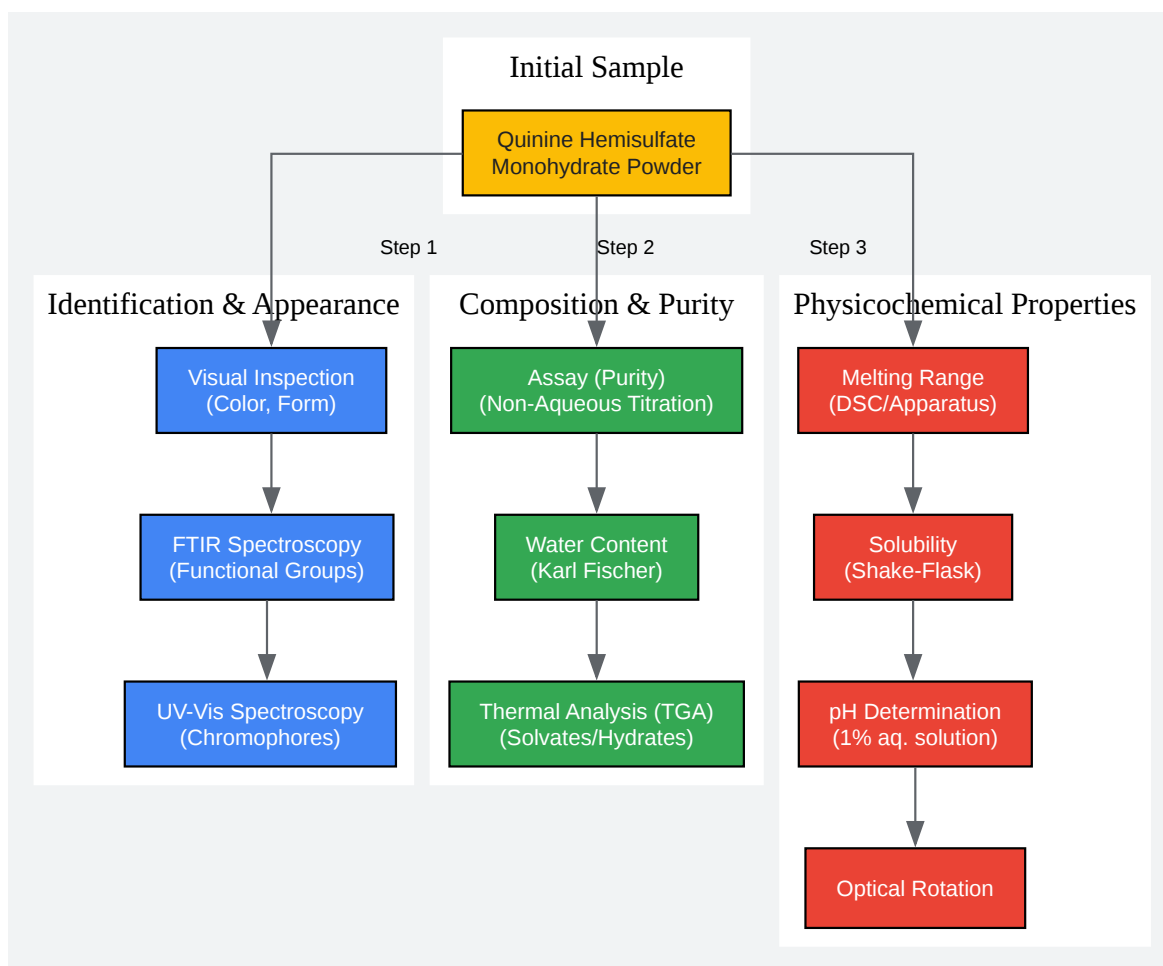 Initial Sample
Quinine Hemisulfate
Monohydrate Powder
Step 1
Step 2
Step 3
Identification & Appearance
Visual Inspection
(Color, Form)
FTIR Spectroscopy
(Functional Groups)
UV-Vis Spectroscopy
(Chromophores)
Composition & Purity
Assay (Purity)
(Non-Aqueous Titration)
Water Content
(Karl Fischer)
Thermal Analysis (TGA)
(Solvates/Hydrates)
Physicochemical Properties
Melting Range
(DSC/Apparatus)
Solubility
(Shake-Flask)
pH Determination
(1% aq. solution)
Optical Rotation